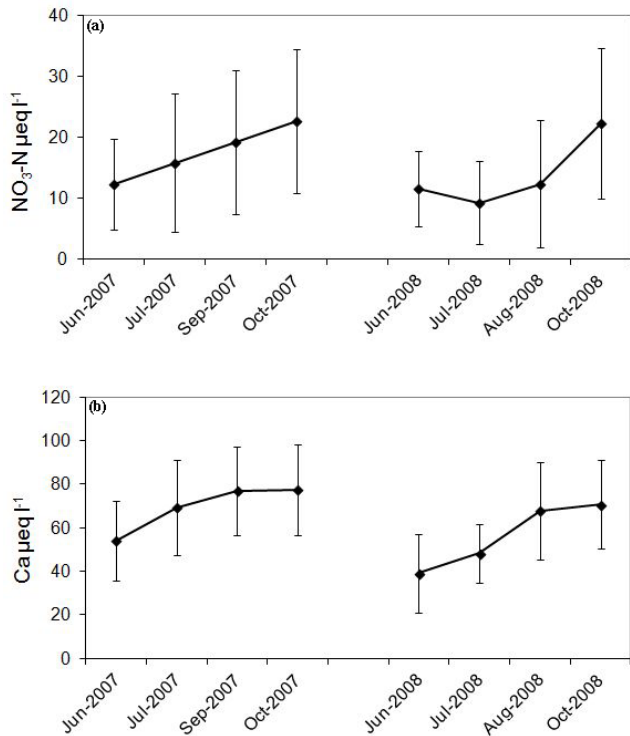 (a)
NO₃-N µeq l⁻¹
40
30
20
10
0
Jun-2007
Jul-2007
Sep-2007
Oct-2007
Jun-2008
Jul-2008
Aug-2008
Oct-2008
(b)
Ca µeq l⁻¹
120
100
80
60
40
20
0
Jun-2007
Jul-2007
Sep-2007
Oct-2007
Jun-2008
Jul-2008
Aug-2008
Oct-2008